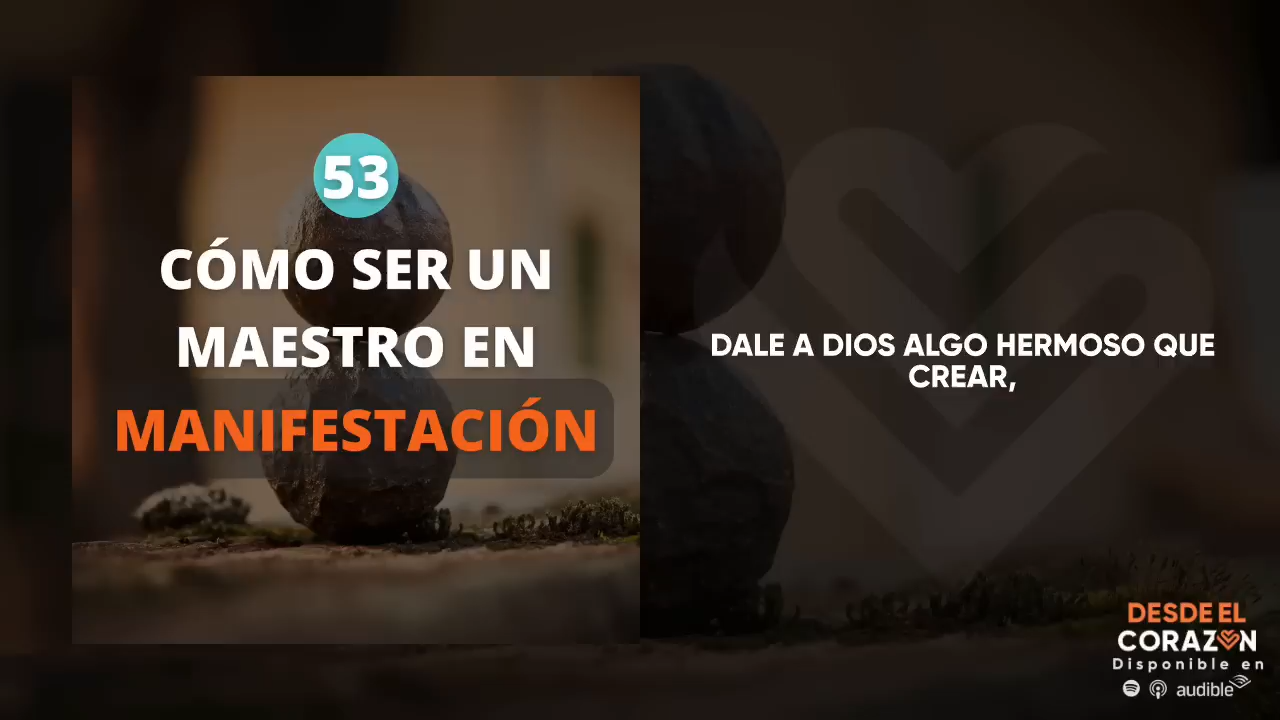 53
CÓMO SER UN
MAESTRO EN
MANIFESTACIÓN
DALE A DIOS ALGO HERMOSO QUE
CREAR,
DESDE EL
CORAZON
Disponible en
audible